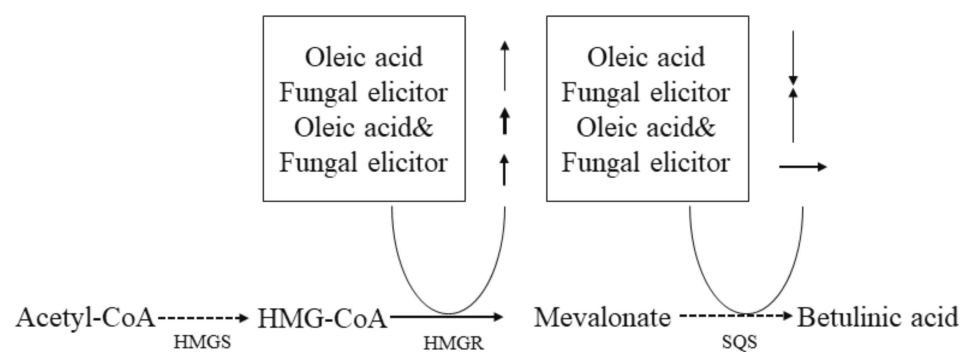 Oleic acid
Fungal elicitor
Oleic acid&
Fungal elicitor
Oleic acid
Fungal elicitor
Oleic acid&
Fungal elicitor
Acetyl-CoA HMG-CoA Mevalonate Betulinic acid
HMGS HMGR SQS